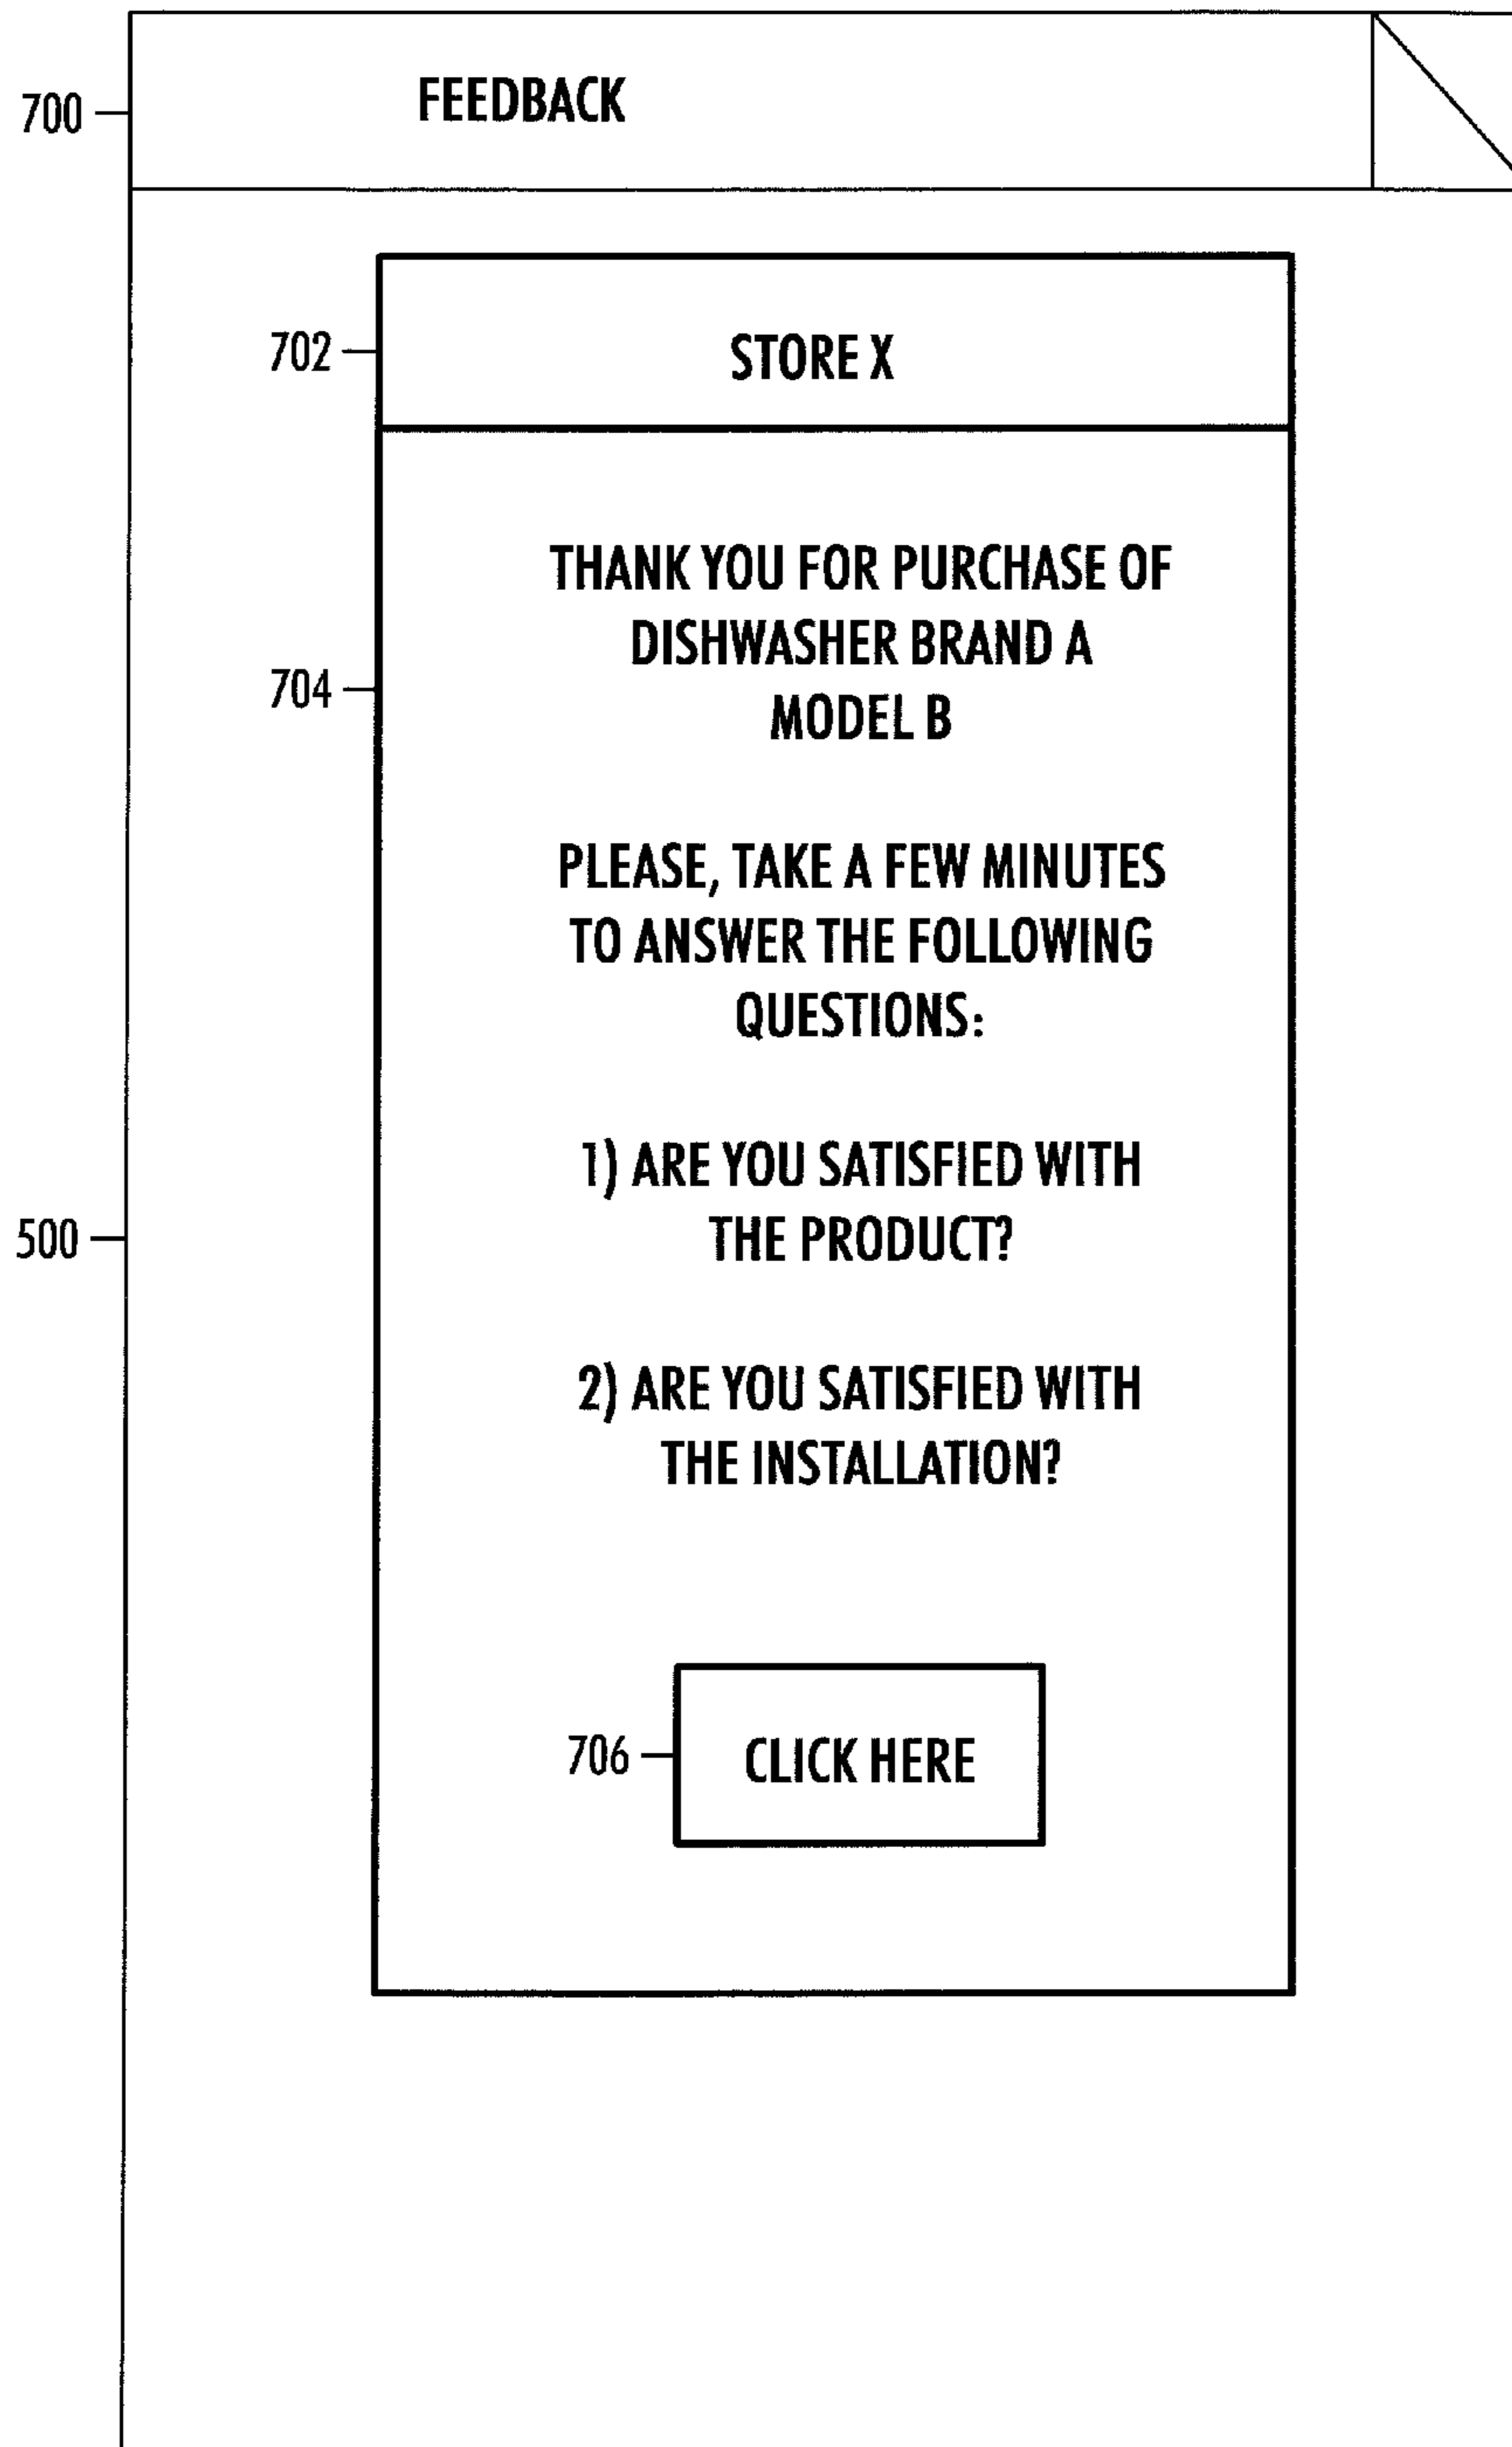 700
FEEDBACK
702
STORE X
THANK YOU FOR PURCHASE OF
DISHWASHER BRAND A
704
MODEL B
PLEASE, TAKE A FEW MINUTES
TO ANSWER THE FOLLOWING
QUESTIONS:
1) ARE YOU SATISFIED WITH
THE PRODUCT?
500
2) ARE YOU SATISFIED WITH
THE INSTALLATION?
706
CLICK HERE